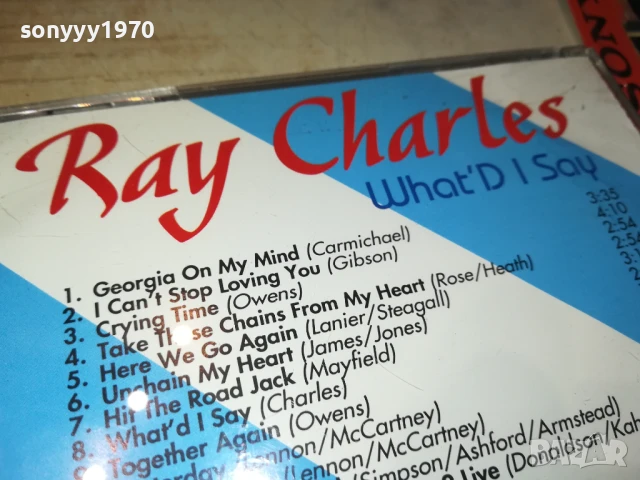 sonyyy1970
Ray Charles
What'D I Say
1. Georgia On My Mind (Carmichael) 3:35
2. I Can't Stop Loving You (Gibson) 4:10
3. Crying Time (Owens) 2:54
4. Take These Chains From My Heart (Rose/Heath)
5. Here We Go Again (Lanier/Steagall)
6. Unchain My Heart (James/Jones)
7. Hit The Road Jack (Mayfield)
8. What'd I Say (Charles)
Together Again (Owens)
Lennon/McCartney)
Lennon/McCartney)
Simpson/Ashford/Armstead)
Live (Donaldson/Kah
bazar